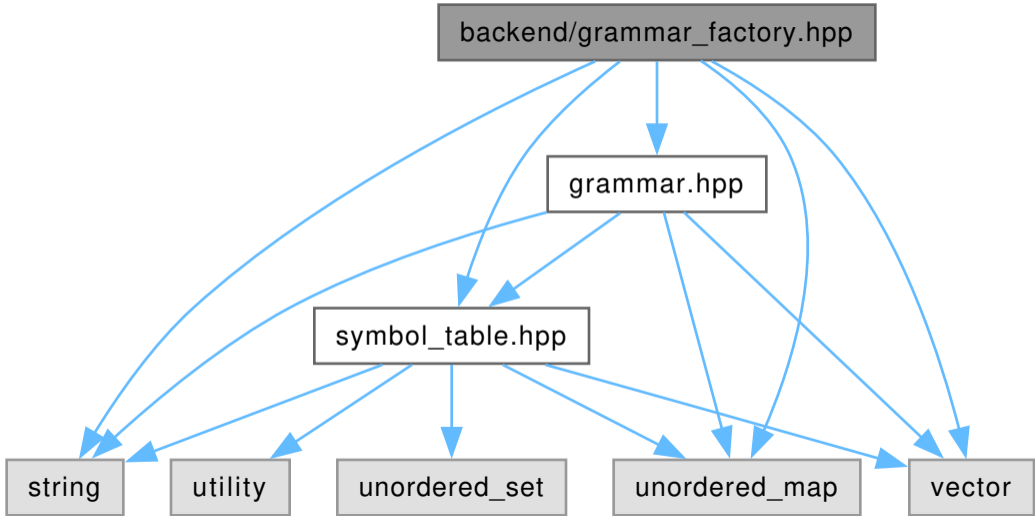 backend/grammar_factory.hpp
grammar.hpp
symbol_table.hpp
string
utility
unordered_set
unordered_map
vector